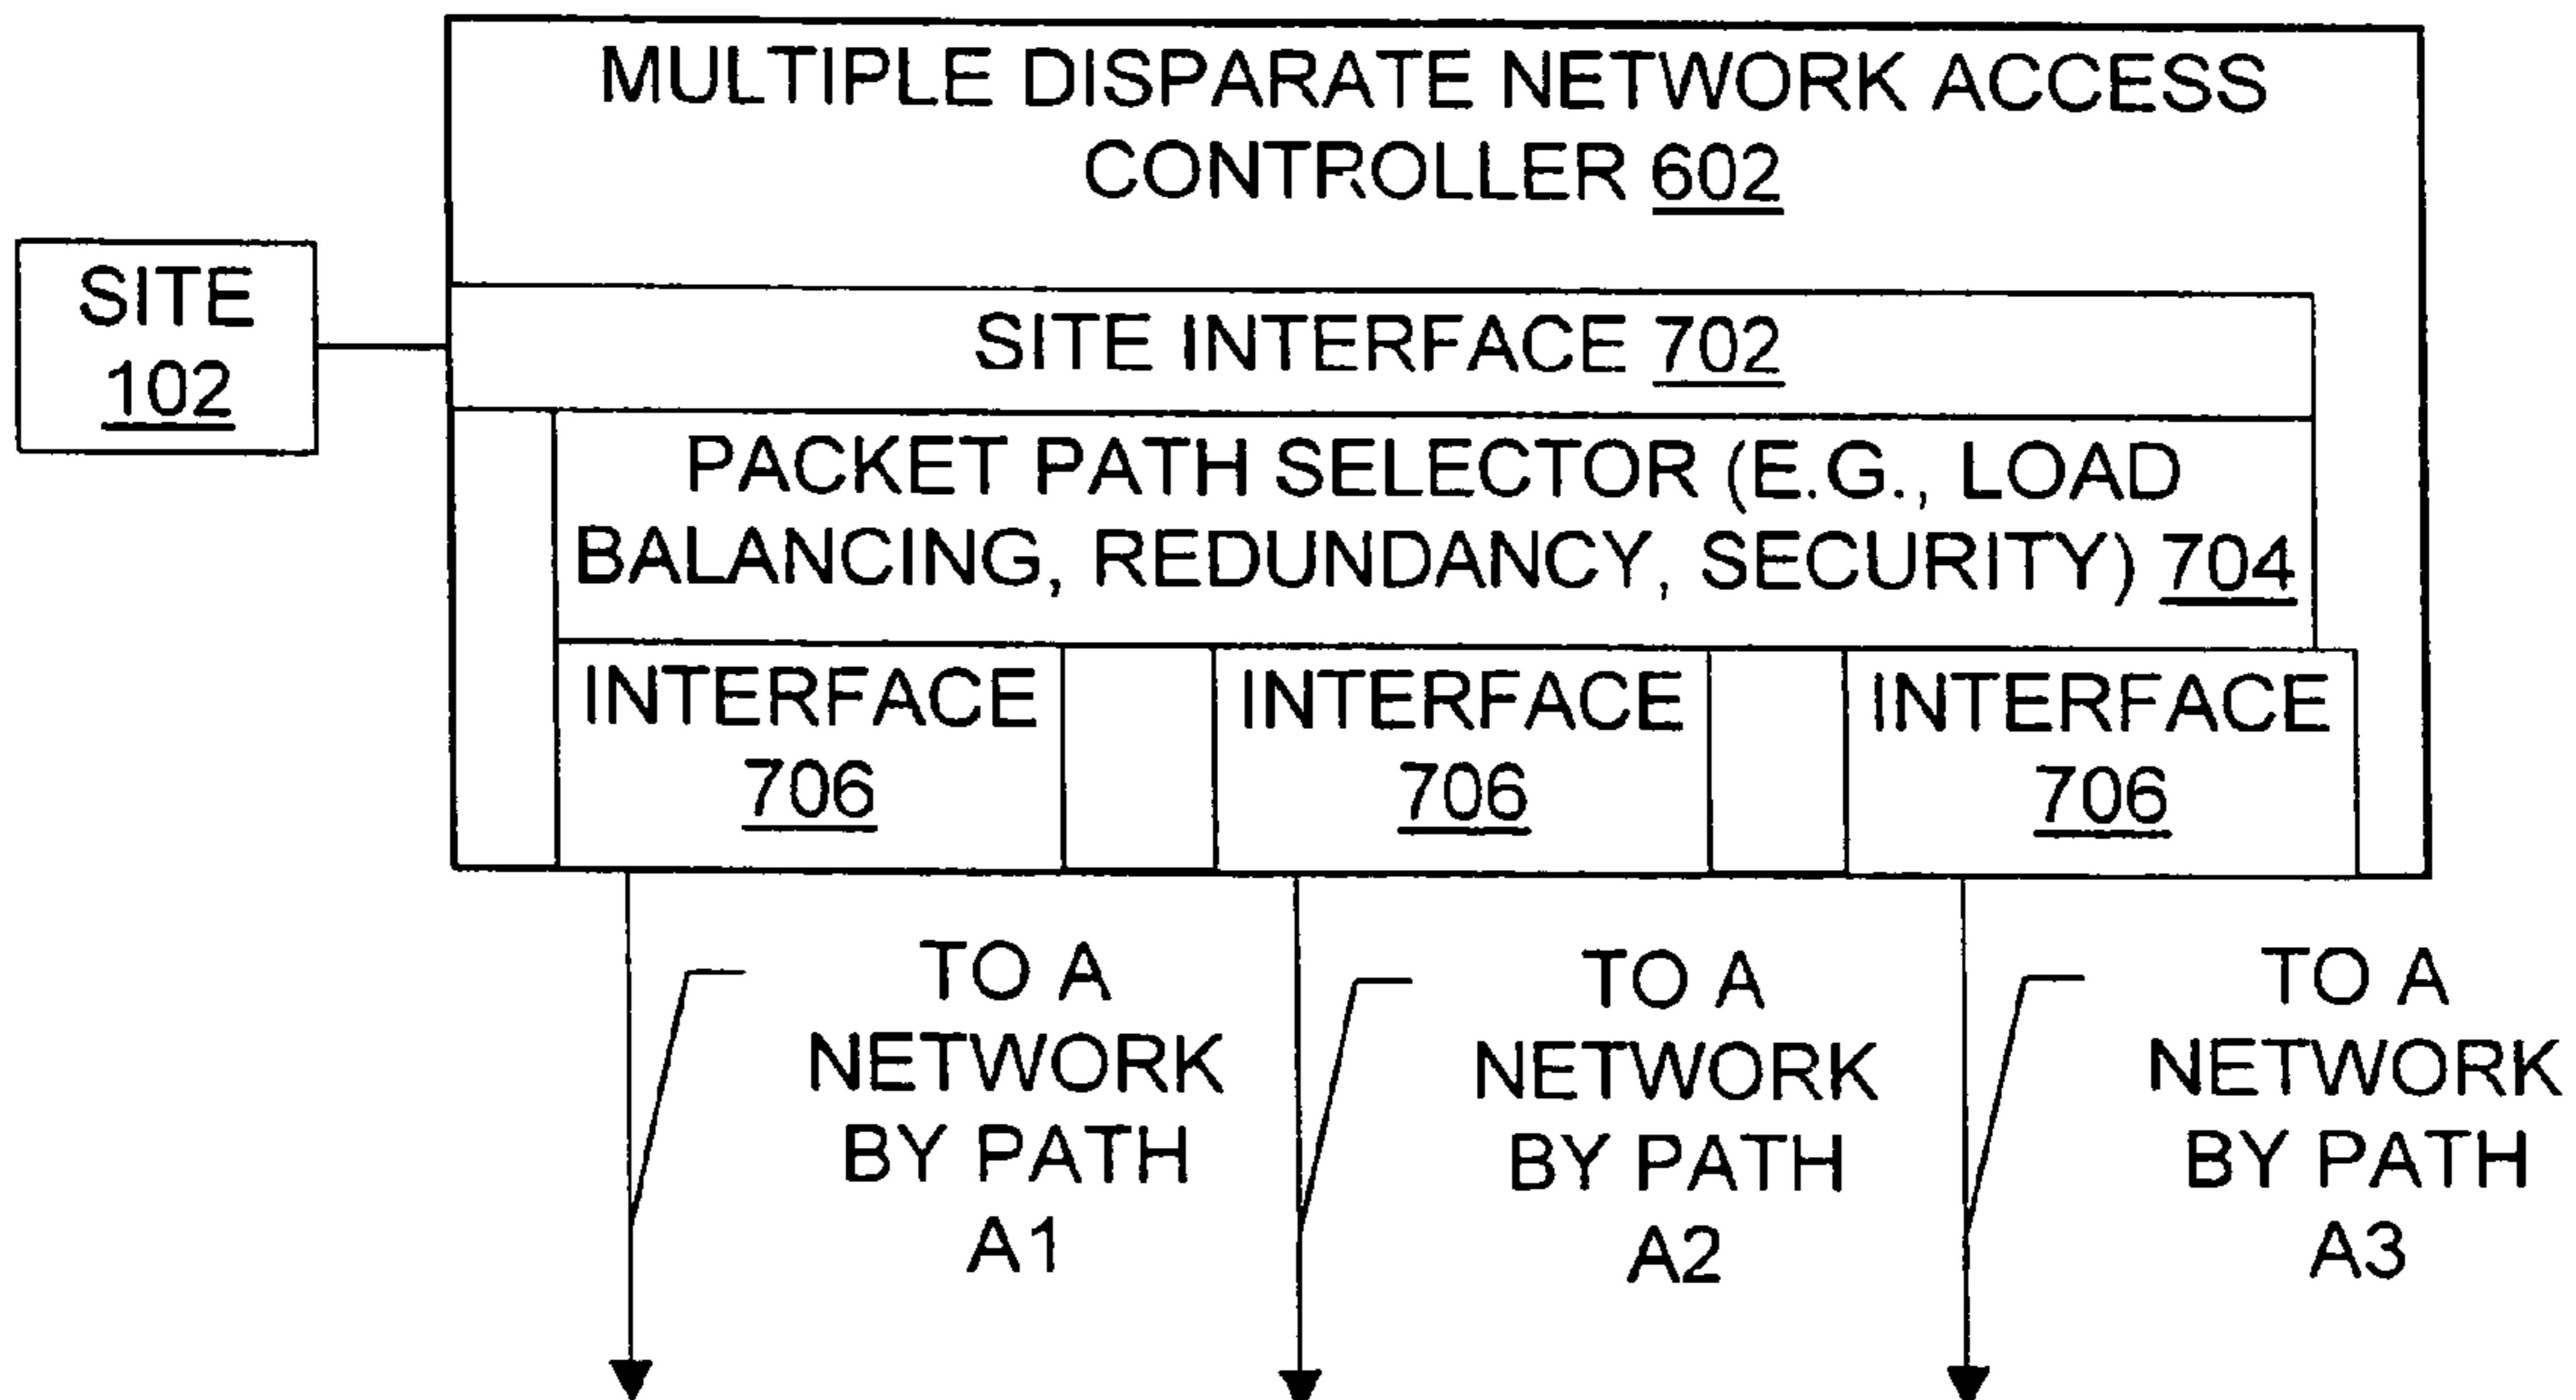 MULTIPLE DISPARATE NETWORK ACCESS
CONTROLLER 602
SITE
102
SITE INTERFACE 702
PACKET PATH SELECTOR (E.G., LOAD
BALANCING, REDUNDANCY, SECURITY) 704
INTERFACE
706
INTERFACE
706
INTERFACE
706
TO A
NETWORK
BY PATH
A1
TO A
NETWORK
BY PATH
A2
TO A
NETWORK
BY PATH
A3